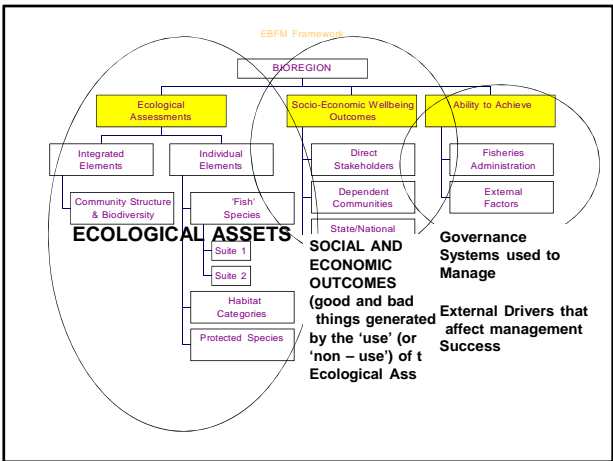 EBFM Framework
BIOREGION
Ecological
Assessments
Socio-Economic Wellbeing
Outcomes
Ability to Achieve
Integrated
Elements
Individual
Elements
Direct
Stakeholders
Fisheries
Administration
Community Structure
& Biodiversity
'Fish'
Species
Dependent
Communities
External
Factors
State/National
ECOLOGICAL ASSETS
Suite 1
Suite 2
Habitat
Categories
Protected Species
SOCIAL AND
ECONOMIC
OUTCOMES
(good and bad
things generated
by the ‘use’ (or
‘non – use’) of t
Ecological Ass
Governance
Systems used to
Manage
External Drivers that
affect management
Success